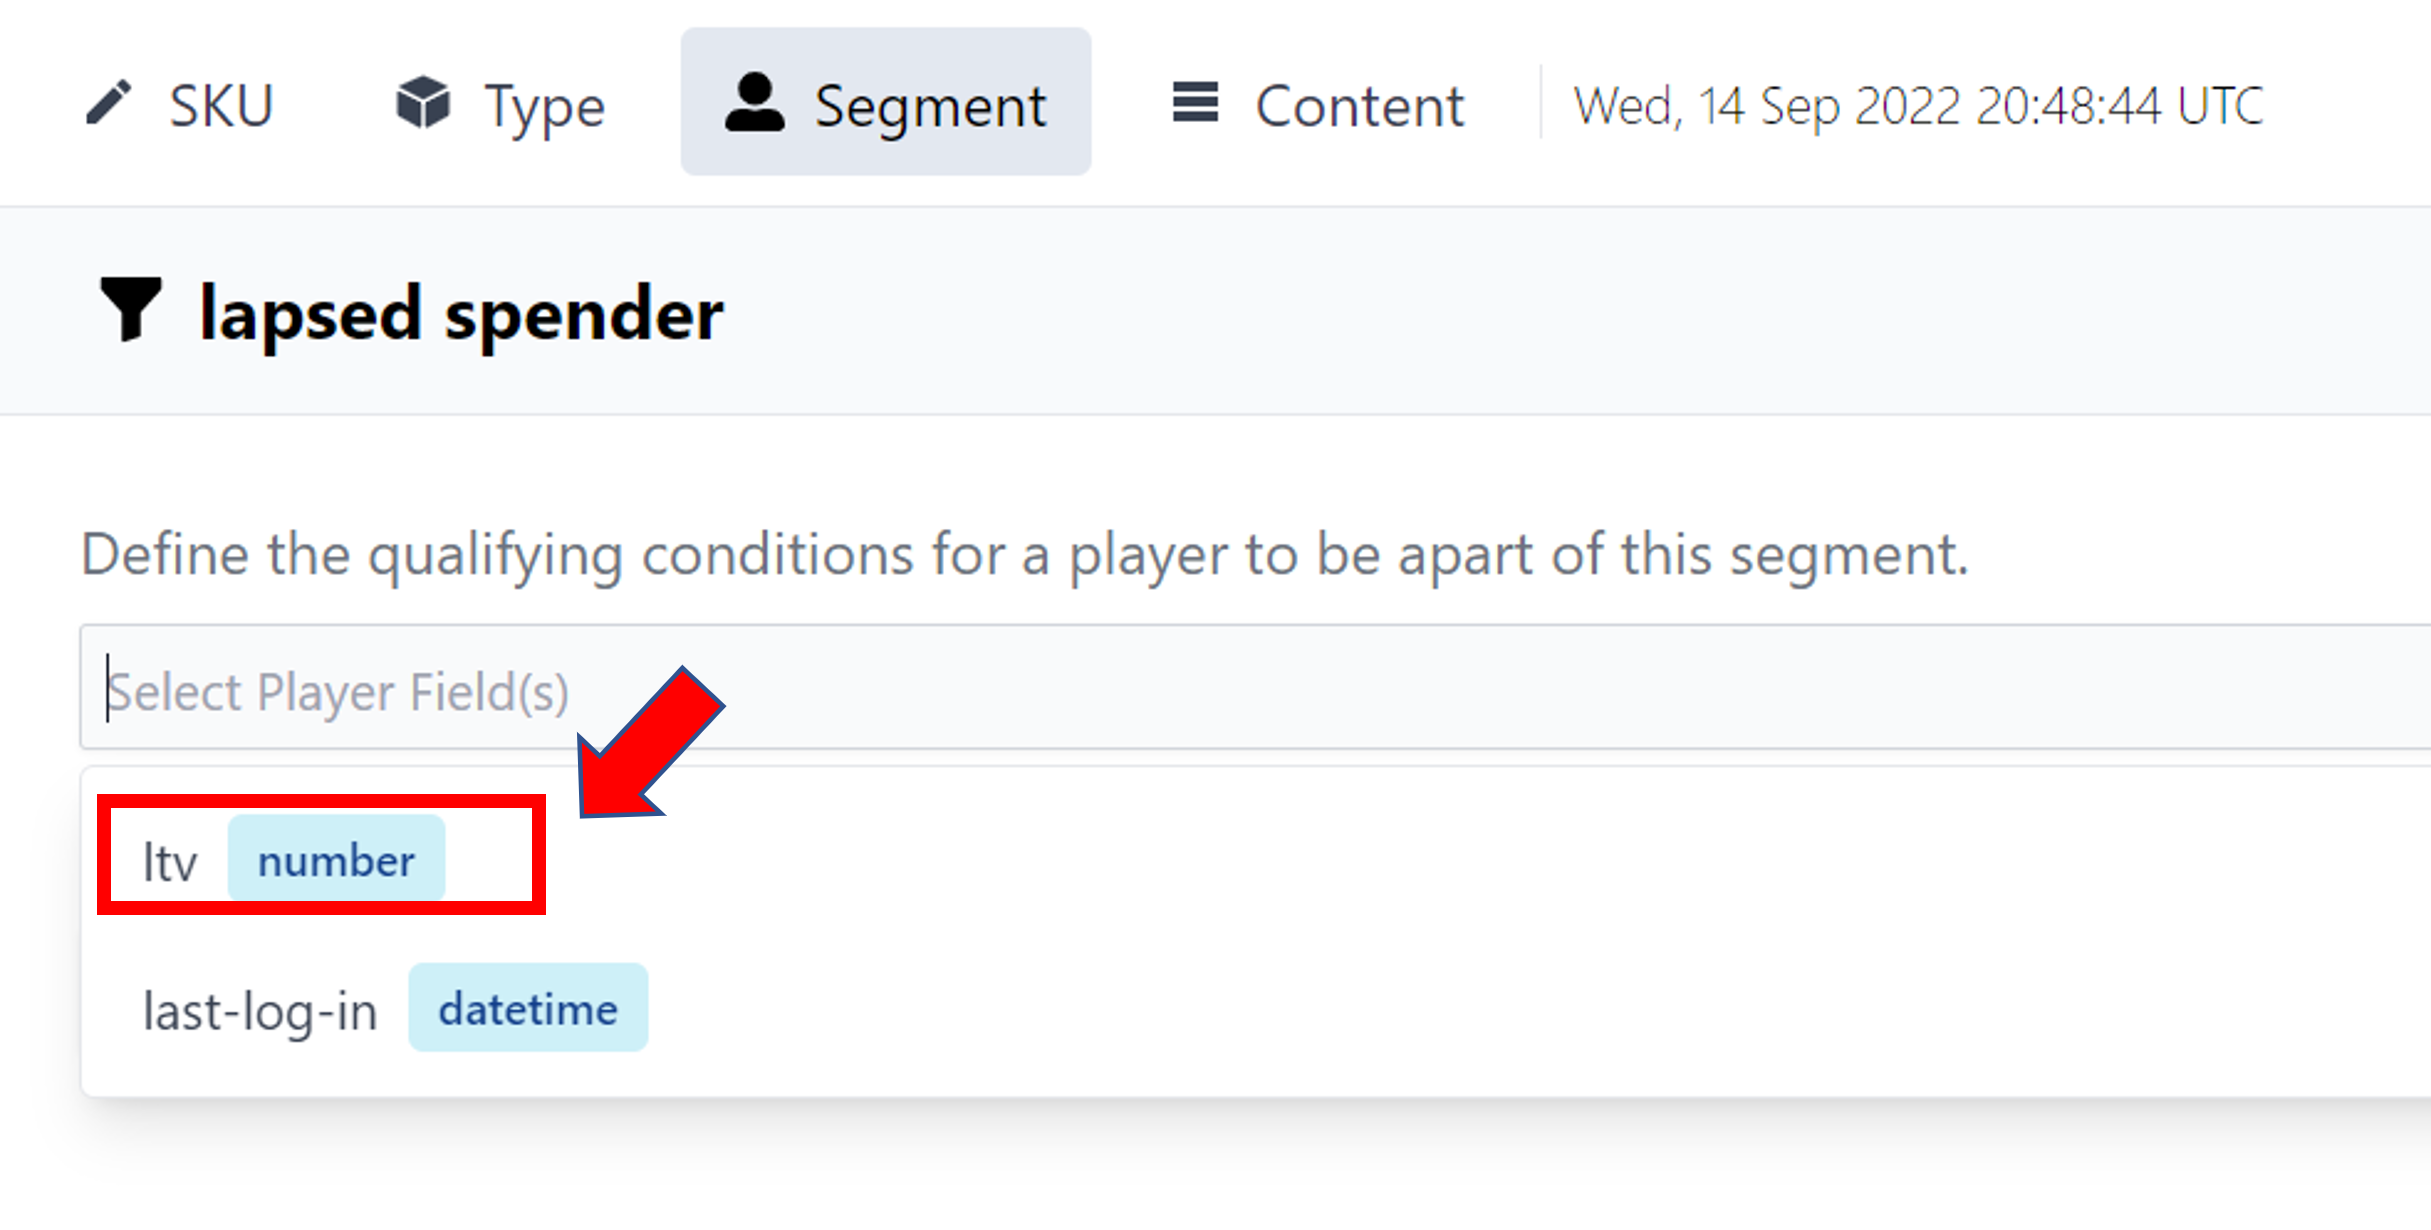 SKU Type Segment Content Wed, 14 Sep 2022 20:48:44 UTC
lapsed spender
Define the qualifying conditions for a player to be apart of this segment.
Select Player Field(s)
ltv number
last-log-in datetime